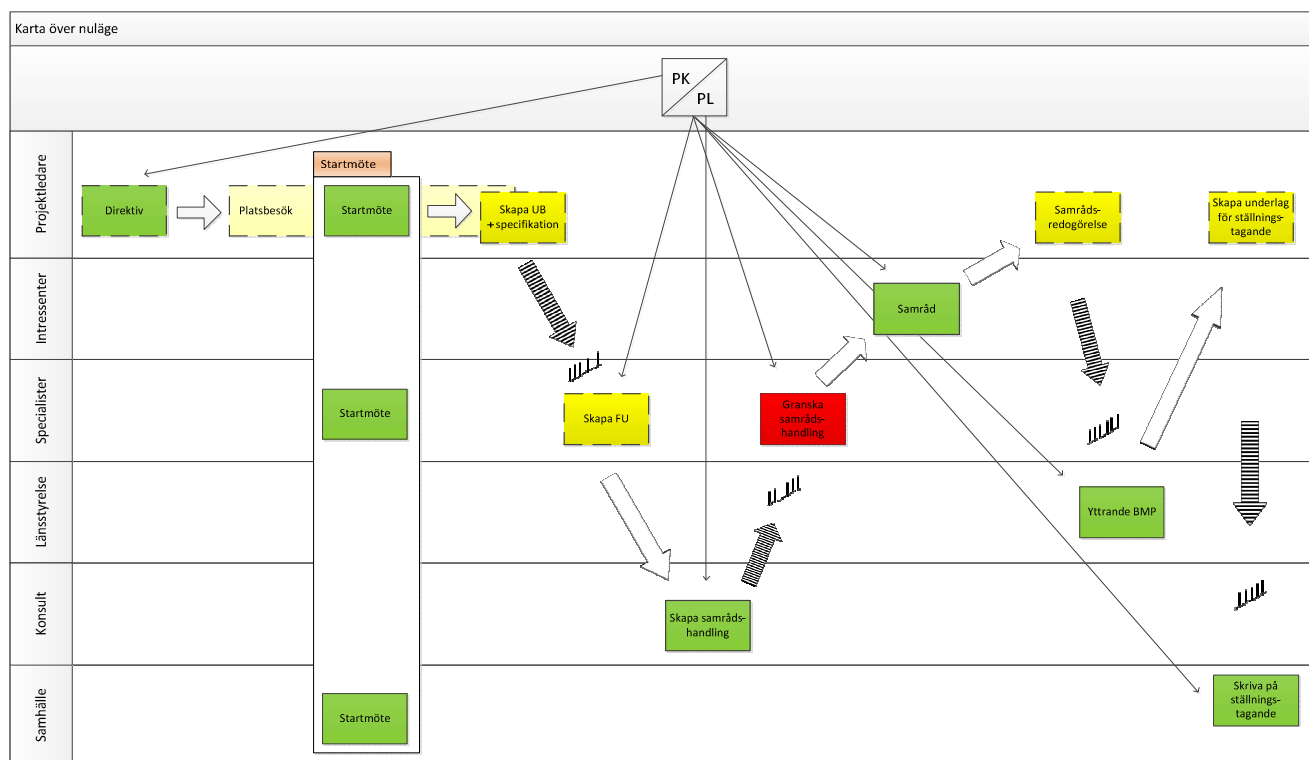 Karta över nuläge
PK
PL
Projektledare
Startmöte
Direktiv
Platsbesök
Startmöte
Skapa UB
+ specifikation
Samråds-
redogörelse
Skapa underlag
för ställnings-
tagande
Intressenter
Samråd
Specialister
Startmöte
Skapa FU
Granska
samråds-
handling
Länsstyrelse
Yttrande BMP
Konsult
Skapa samråds-
handling
Samhälle
Startmöte
Skriva på
ställnings-
tagande